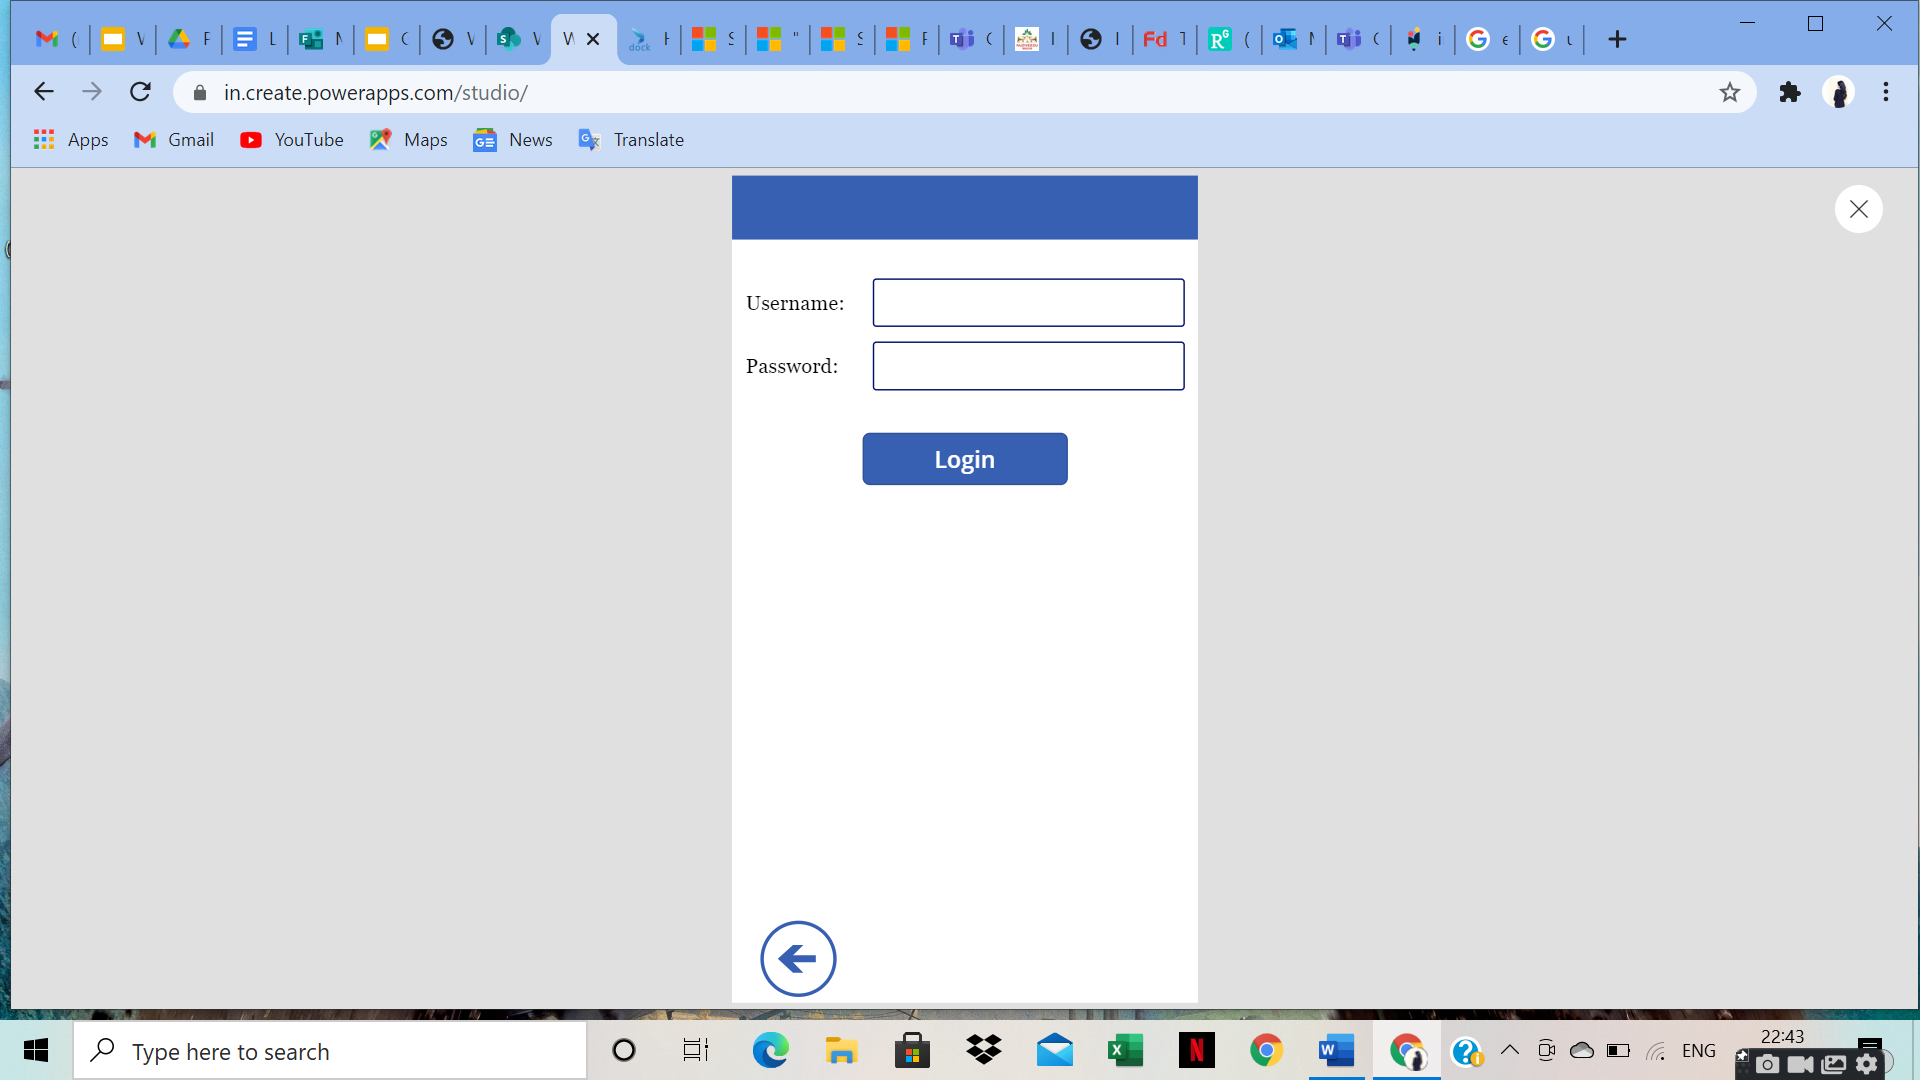 in.create.powerapps.com/studio/
Apps Gmail YouTube Maps News Translate
Username:
Password:
Login
Type here to search
ENG
22:43